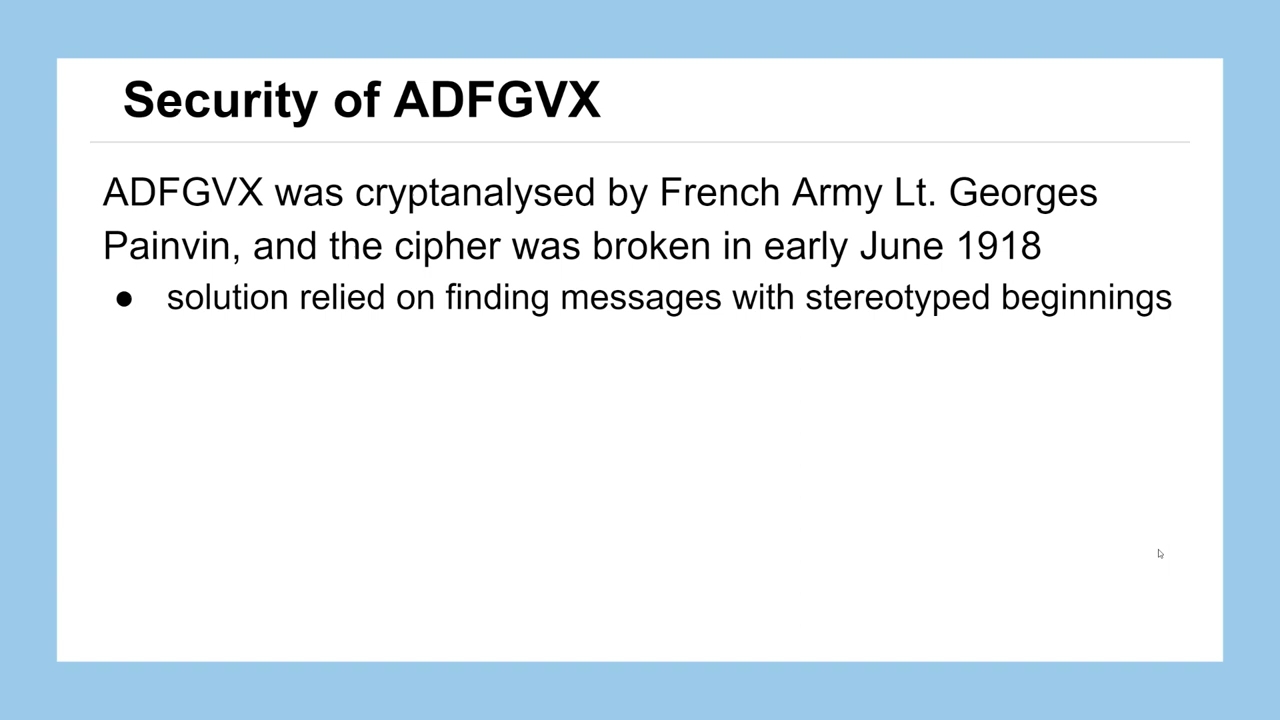 Security of ADFGVX
ADFGVX was cryptanalysed by French Army Lt. Georges
Painvin, and the cipher was broken in early June 1918
● solution relied on finding messages with stereotyped beginnings